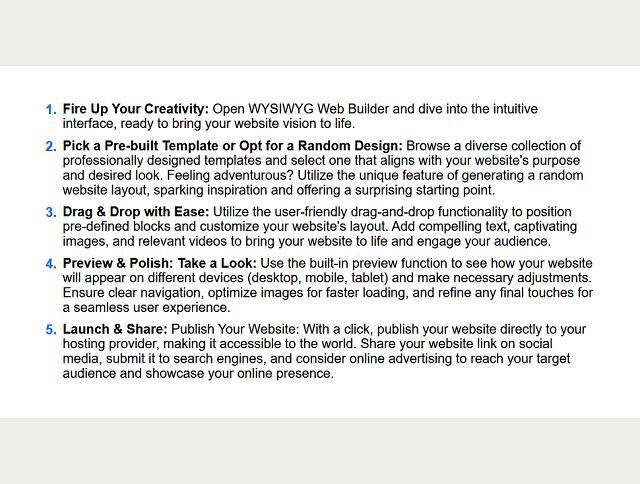 1. Fire Up Your Creativity: Open WYSIWYG Web Builder and dive into the intuitive
interface, ready to bring your website vision to life.
2. Pick a Pre-built Template or Opt for a Random Design: Browse a diverse collection of
professionally designed templates and select one that aligns with your website's purpose
and desired look. Feeling adventurous? Utilize the unique feature of generating a random
website layout, sparking inspiration and offering a surprising starting point.
3. Drag & Drop with Ease: Utilize the user-friendly drag-and-drop functionality to position
pre-defined blocks and customize your website's layout. Add compelling text, captivating
images, and relevant videos to bring your website to life and engage your audience.
4. Preview & Polish: Take a Look: Use the built-in preview function to see how your website
will appear on different devices (desktop, mobile, tablet) and make necessary adjustments.
Ensure clear navigation, optimize images for faster loading, and refine any final touches for
a seamless user experience.
5. Launch & Share: Publish Your Website: With a click, publish your website directly to your
hosting provider, making it accessible to the world. Share your website link on social
media, submit it to search engines, and consider online advertising to reach your target
audience and showcase your online presence.